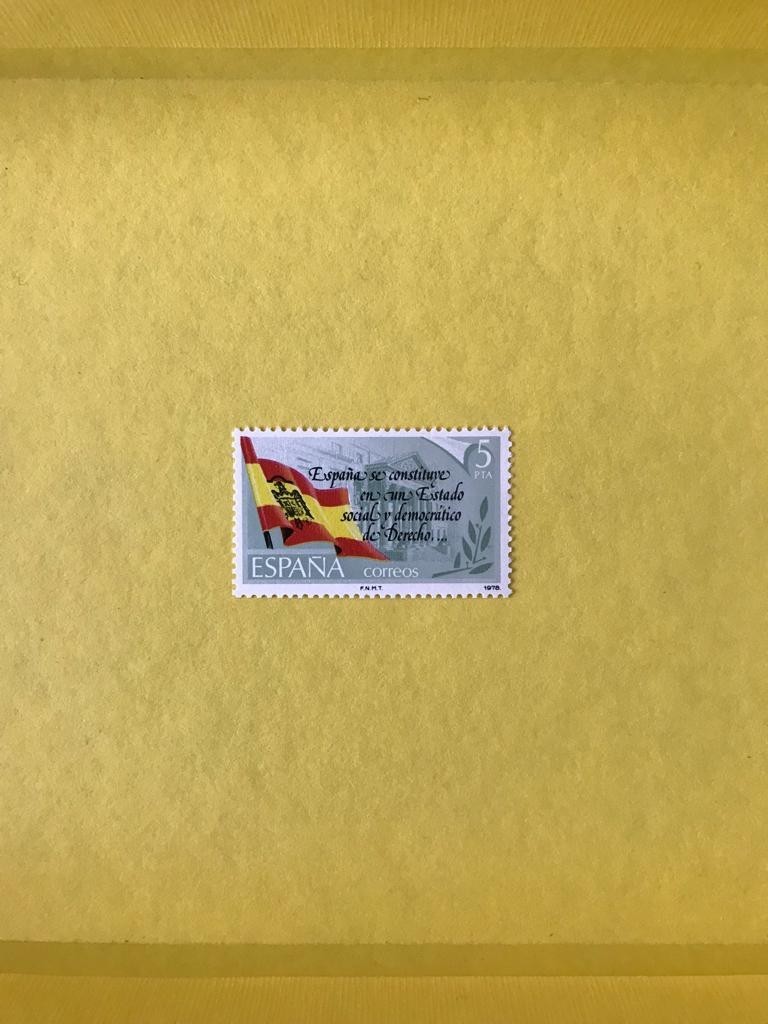 5
PTA
España se constituye
en un Estado
social y democrático
de Derecho....
ESPAÑA correos
F.N.M.T. 1978.